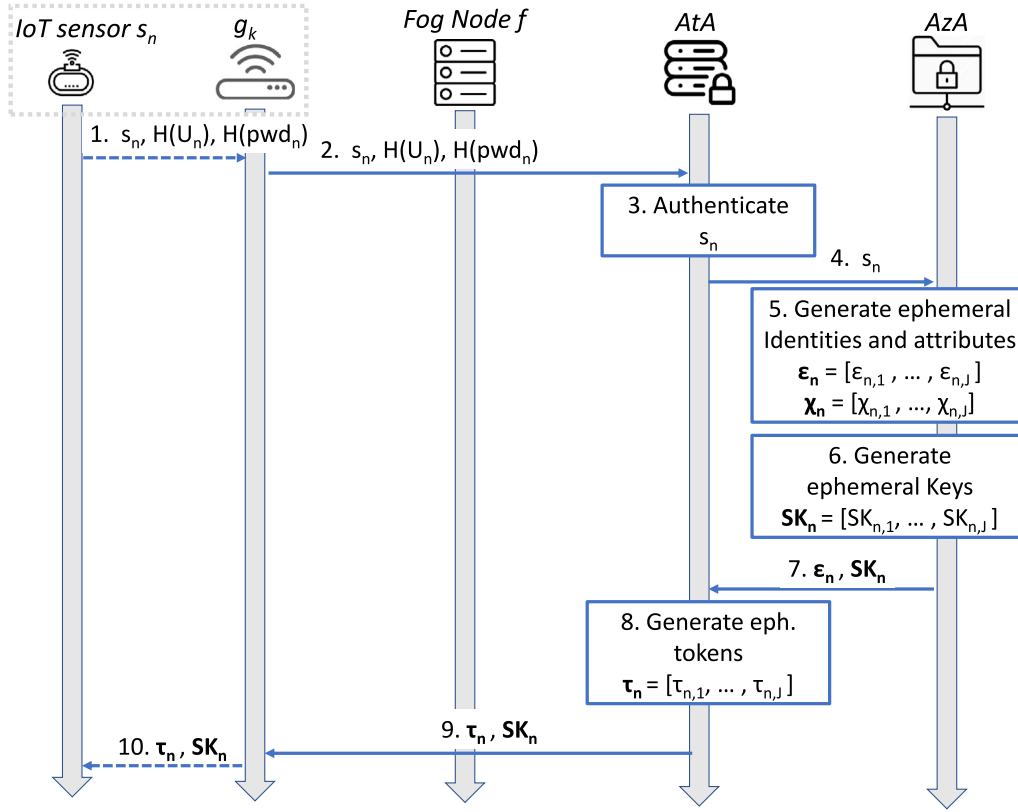 IoT sensor sₙ
gₖ
Fog Node f
AtA
AzA
1. sₙ, H(Uₙ), H(pwdₙ)
2. sₙ, H(Uₙ), H(pwdₙ)
3. Authenticate
sₙ
4. sₙ
5. Generate ephemeral
Identities and attributes
εₙ = [εₙ,₁ , … , εₙ,J ]
χₙ = [χₙ,₁ , …, χₙ,J]
6. Generate
ephemeral Keys
SKₙ = [SKₙ,₁, … , SKₙ,J ]
7. εₙ , SKₙ
8. Generate eph.
tokens
τₙ = [τₙ,₁, … , τₙ,J ]
9. τₙ , SKₙ
10. τₙ , SKₙ